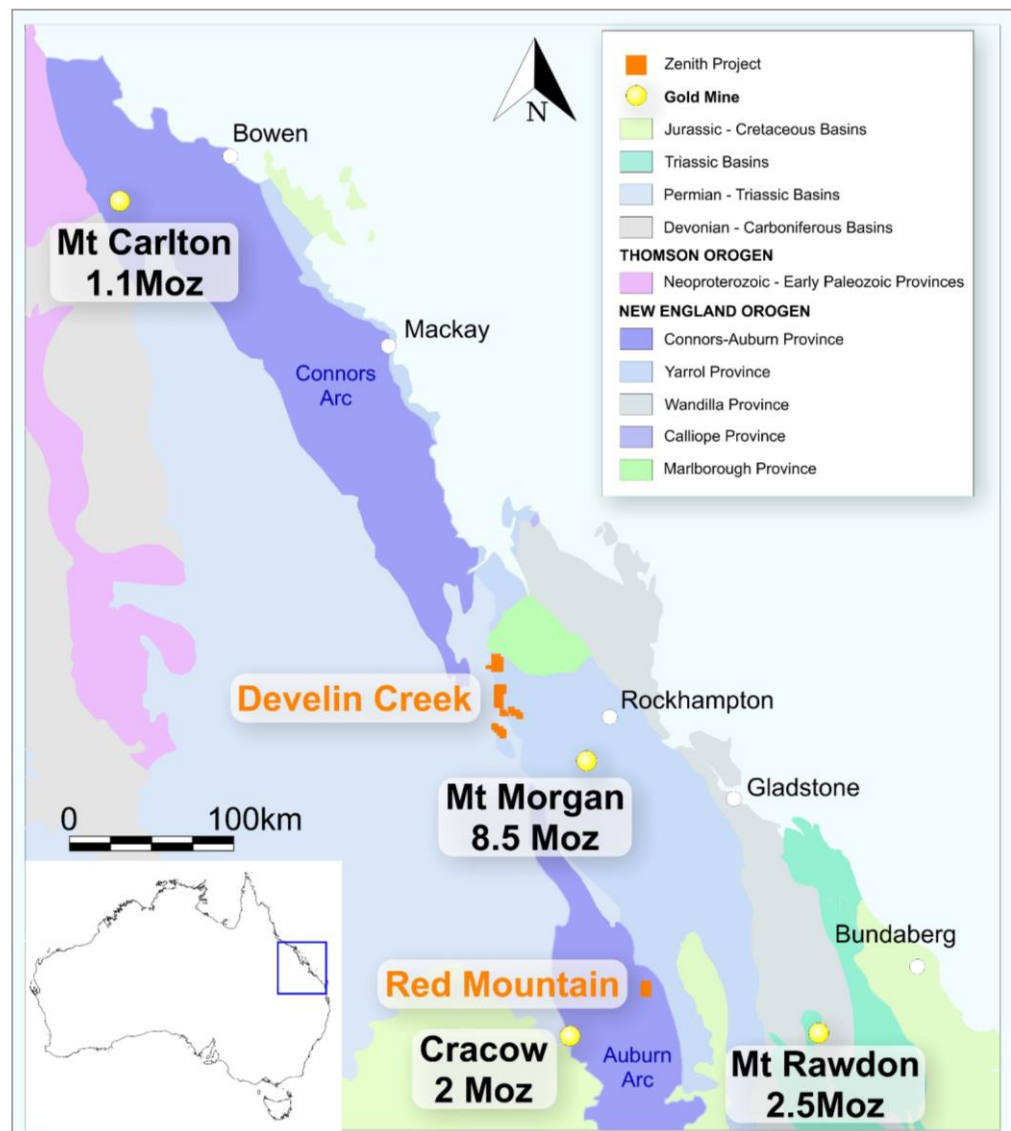 Zenith Project
Gold Mine
Jurassic - Cretaceous Basins
Triassic Basins
Permian - Triassic Basins
Devonian - Carboniferous Basins
THOMSON OROGEN
Neoproterozoic - Early Paleozoic Provinces
NEW ENGLAND OROGEN
Connors-Auburn Province
Yarrol Province
Wandilla Province
Calliope Province
Marlborough Province
N
Bowen
Mt Carlton
1.1Moz
Mackay
Connors
Arc
Develin Creek
Rockhampton
Mt Morgan
8.5 Moz
Gladstone
0 100km
Bundaberg
Red Mountain
Cracow
2 Moz
Auburn
Arc
Mt Rawdon
2.5Moz